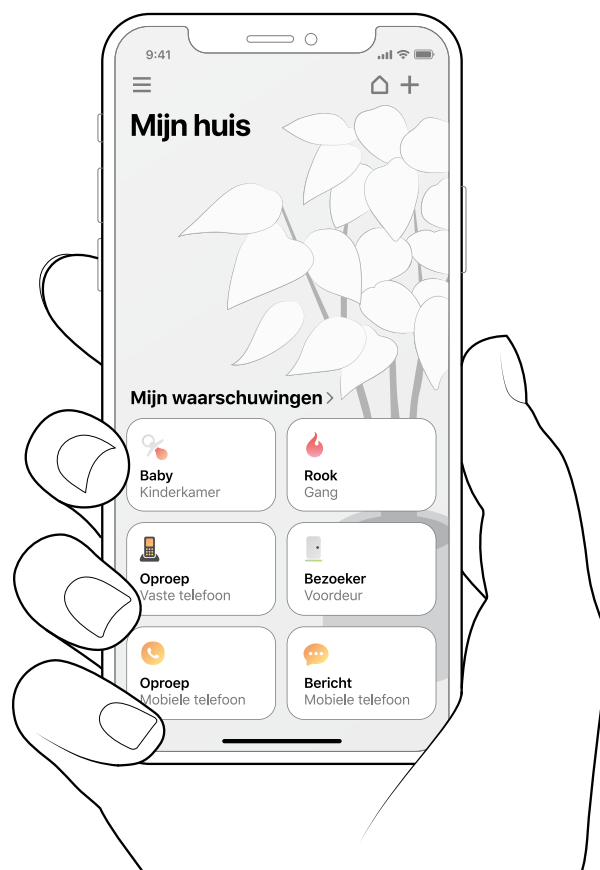 9:41
Mijn huis
Mijn waarschuwingen
Baby
Kinderkamer
Rook
Gang
Oproep
Vaste telefoon
Bezoeker
Voordeur
Oproep
Mobiele telefoon
Bericht
Mobiele telefoon